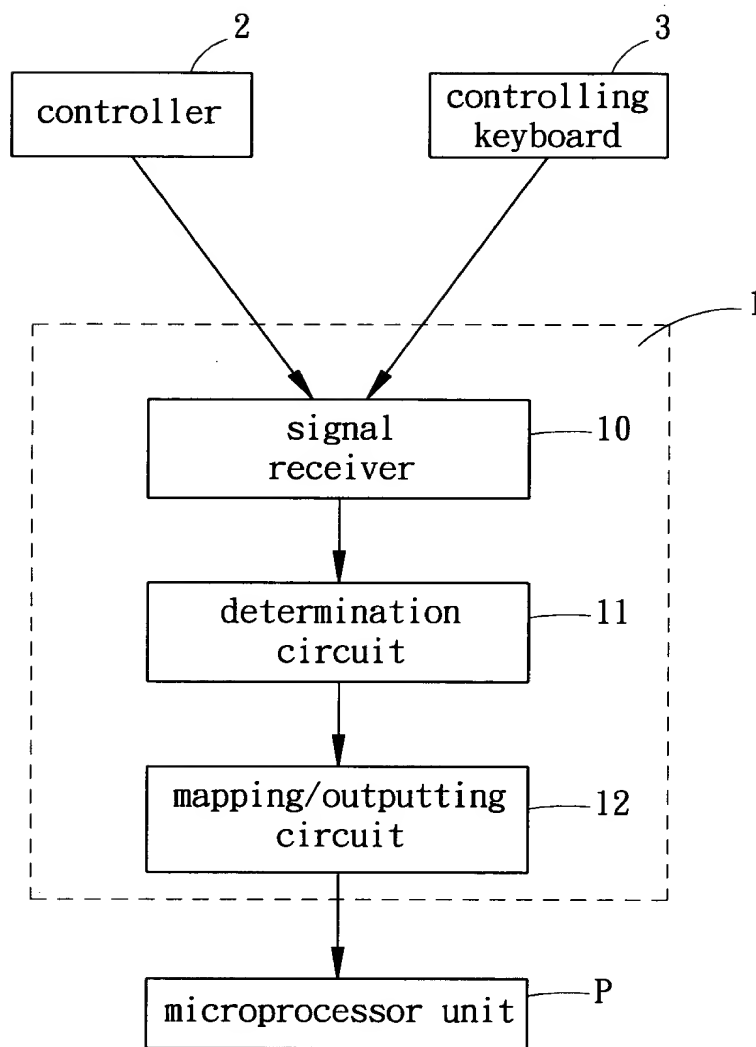 2
3
controller
controlling
keyboard
1
signal
receiver
10
determination
circuit
11
mapping/outputting
circuit
12
microprocessor unit
P